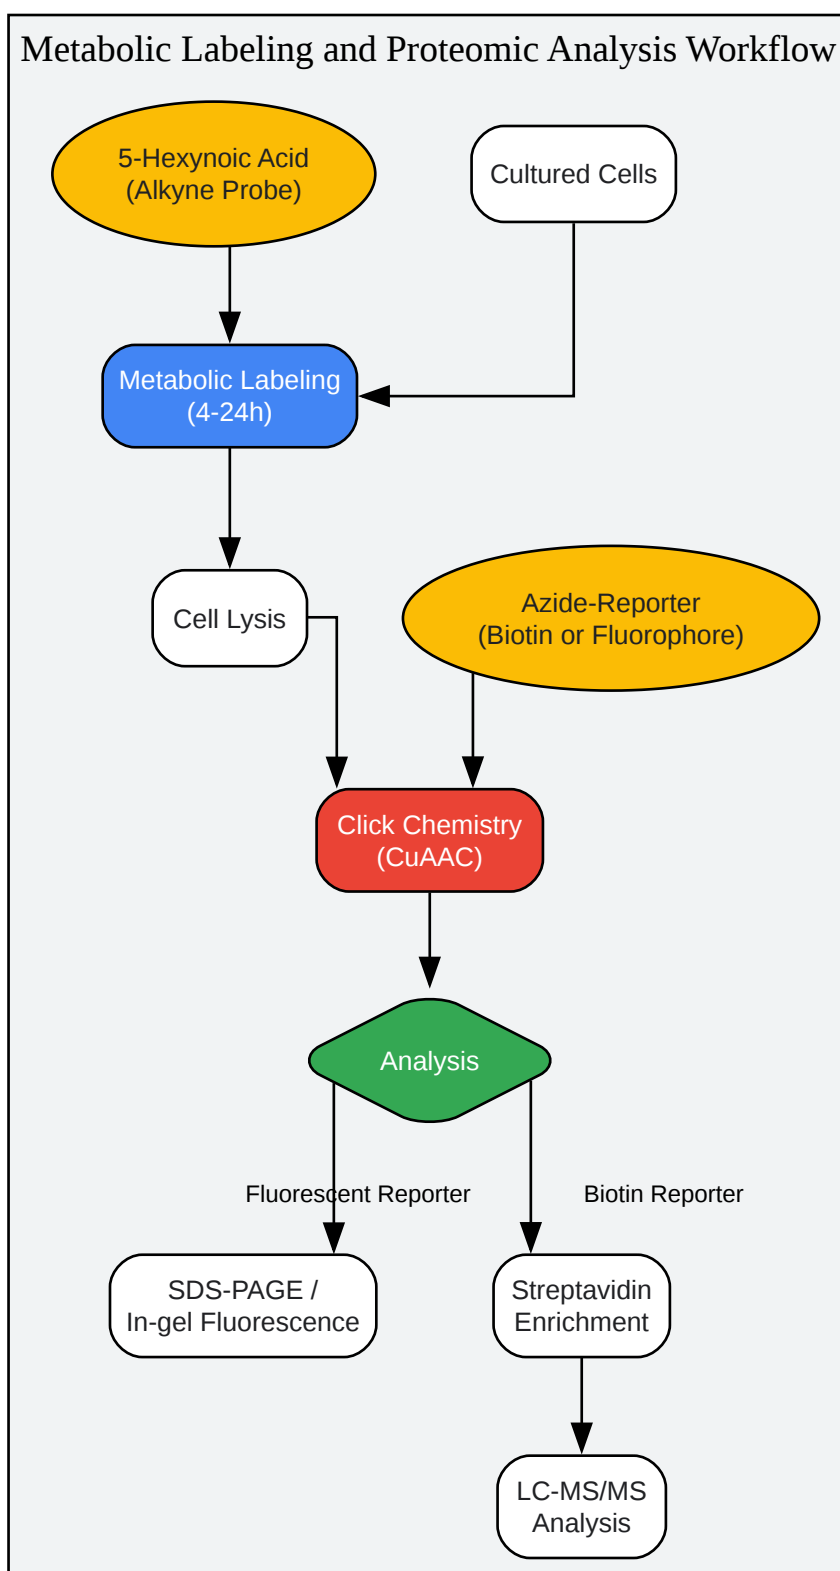 Metabolic Labeling and Proteomic Analysis Workflow
5-Hexynoic Acid
(Alkyne Probe)
Cultured Cells
Metabolic Labeling
(4-24h)
Cell Lysis
Azide-Reporter
(Biotin or Fluorophore)
Click Chemistry
(CuAAC)
Analysis
Fluorescent Reporter
Biotin Reporter
SDS-PAGE /
In-gel Fluorescence
Streptavidin
Enrichment
LC-MS/MS
Analysis